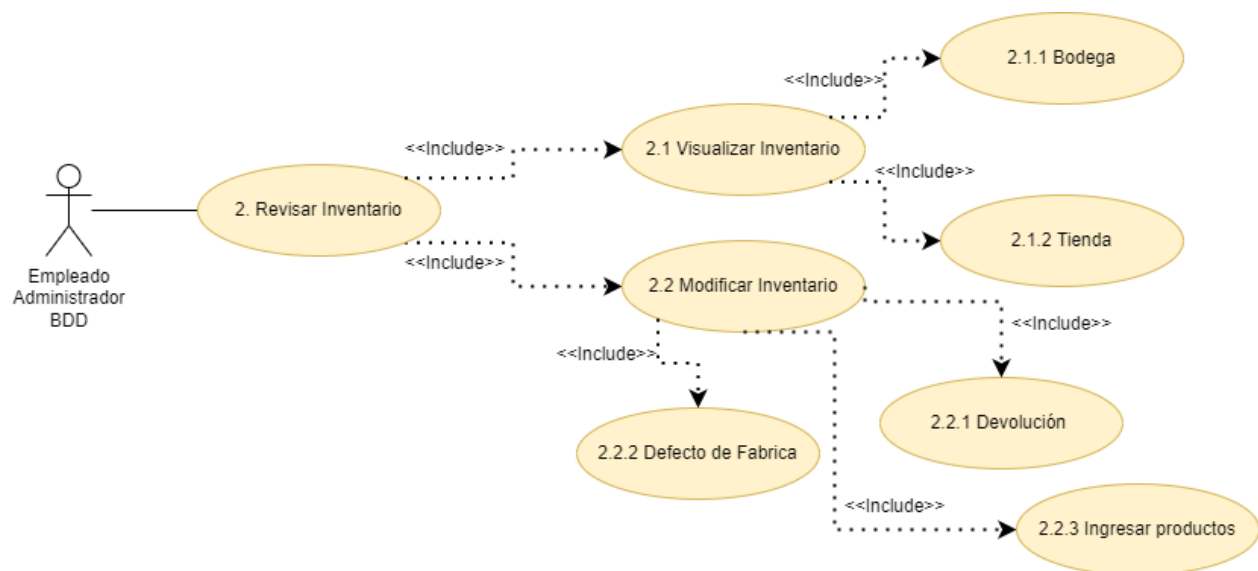 2.1.1 Bodega
<<Include>>
<<Include>>
2.1 Visualizar Inventario
<<Include>>
2. Revisar Inventario
2.1.2 Tienda
<<Include>>
Empleado
Administrador
BDD
2.2 Modificar Inventario
<<Include>>
<<Include>>
2.2.1 Devolución
2.2.2 Defecto de Fabrica
<<Include>>
2.2.3 Ingresar productos